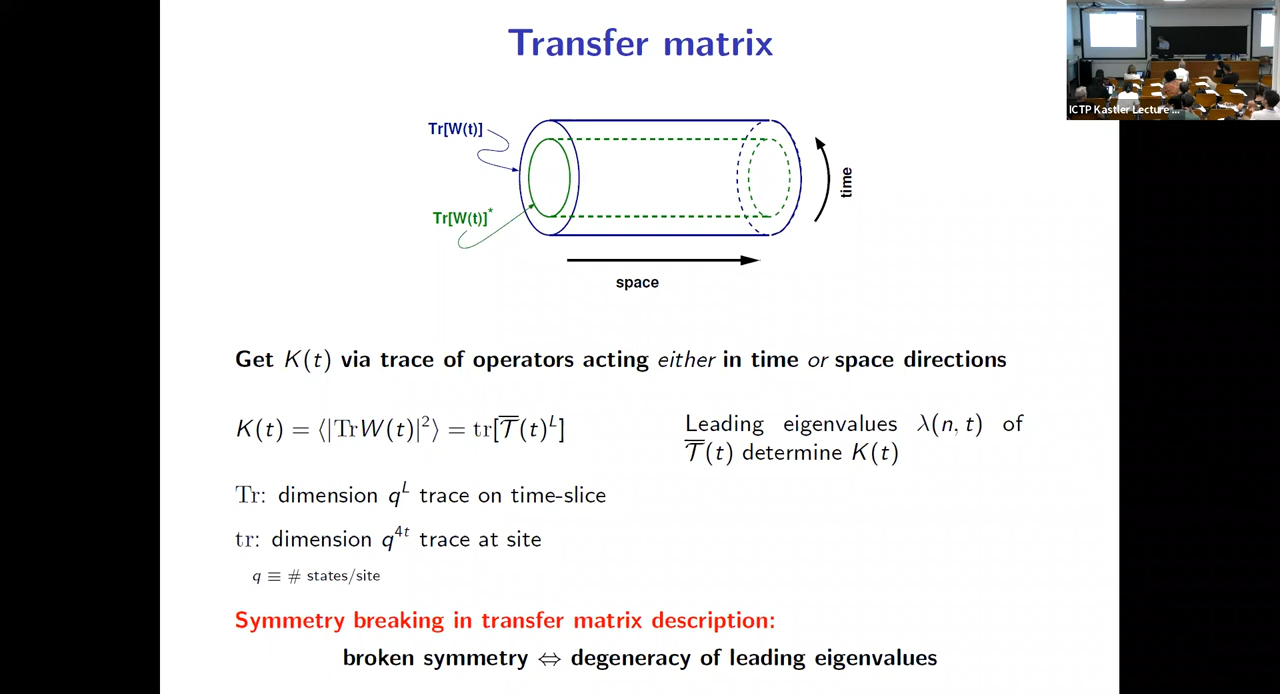 Transfer matrix
ICTP Kastler Lecture ...
Tr[W(t)]
Tr[W(t)]*
time
space
Get K(t) via trace of operators acting either in time or space directions
K(t) = ⟨|TrW(t)|²⟩ = tr[𝒯̅(t)ᴸ]
Leading eigenvalues λ(n, t) of
𝒯̅(t) determine K(t)
Tr: dimension qᴸ trace on time-slice
tr: dimension q⁴ᵗ trace at site
q ≡ # states/site
Symmetry breaking in transfer matrix description:
broken symmetry ⇔ degeneracy of leading eigenvalues